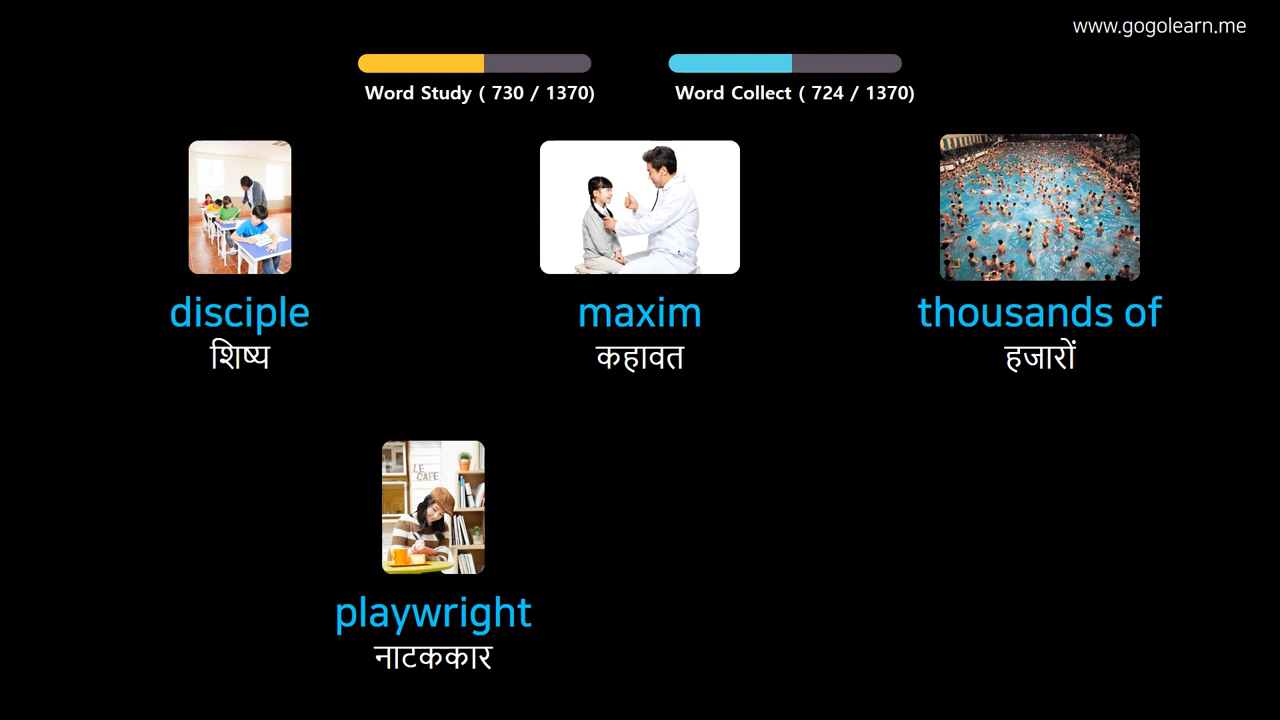 www.gogolearn.me
Word Study ( 730 / 1370)
Word Collect ( 724 / 1370)
disciple
शिष्य
maxim
कहावत
thousands of
हजारों
LE
CAFE
playwright
नाटककार